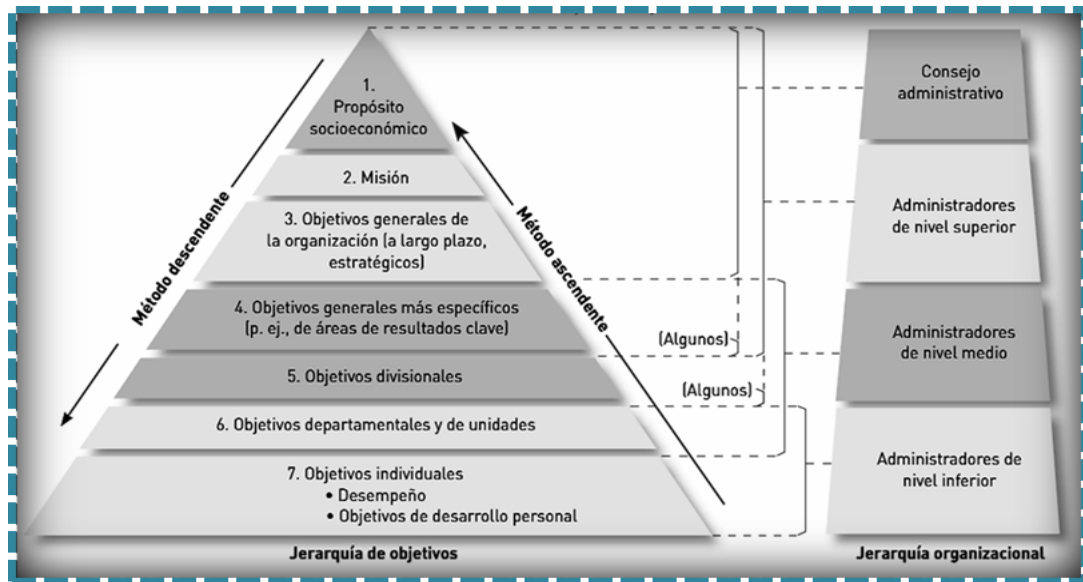 1.
Propósito
socioeconómico
2. Misión
3. Objetivos generales de
la organización (a largo plazo,
estratégicos)
4. Objetivos generales más específicos
(p. ej., de áreas de resultados clave)
5. Objetivos divisionales
6. Objetivos departamentales y de unidades
7. Objetivos individuales
• Desempeño
• Objetivos de desarrollo personal
Jerarquía de objetivos
Método descendente
Método ascendente
(Algunos)
(Algunos)
Consejo
administrativo
Administradores
de nivel superior
Administradores
de nivel medio
Administradores de
nivel inferior
Jerarquía organizacional